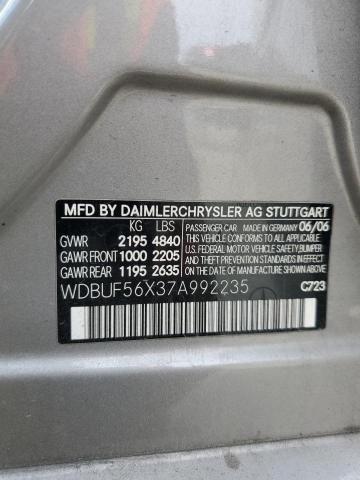 MFD BY DAIMLERCHRYSLER AG STUTTGART
KG LBS PASSENGER CAR MADE IN GERMANY 06/06
GVWR 2195 4840 THIS VEHICLE CONFORMS TO ALL APPLICABLE
GAWR FRONT 1000 2205 U.S. FEDERAL MOTOR VEHICLE SAFETY, BUMPER
GAWR REAR 1195 2635 AND THEFT PREVENTION STANDARDS IN EFFECT
ON THE DATE OF MANUFACTURE SHOWN ABOVE.
WDBUF56X37A992235 C723